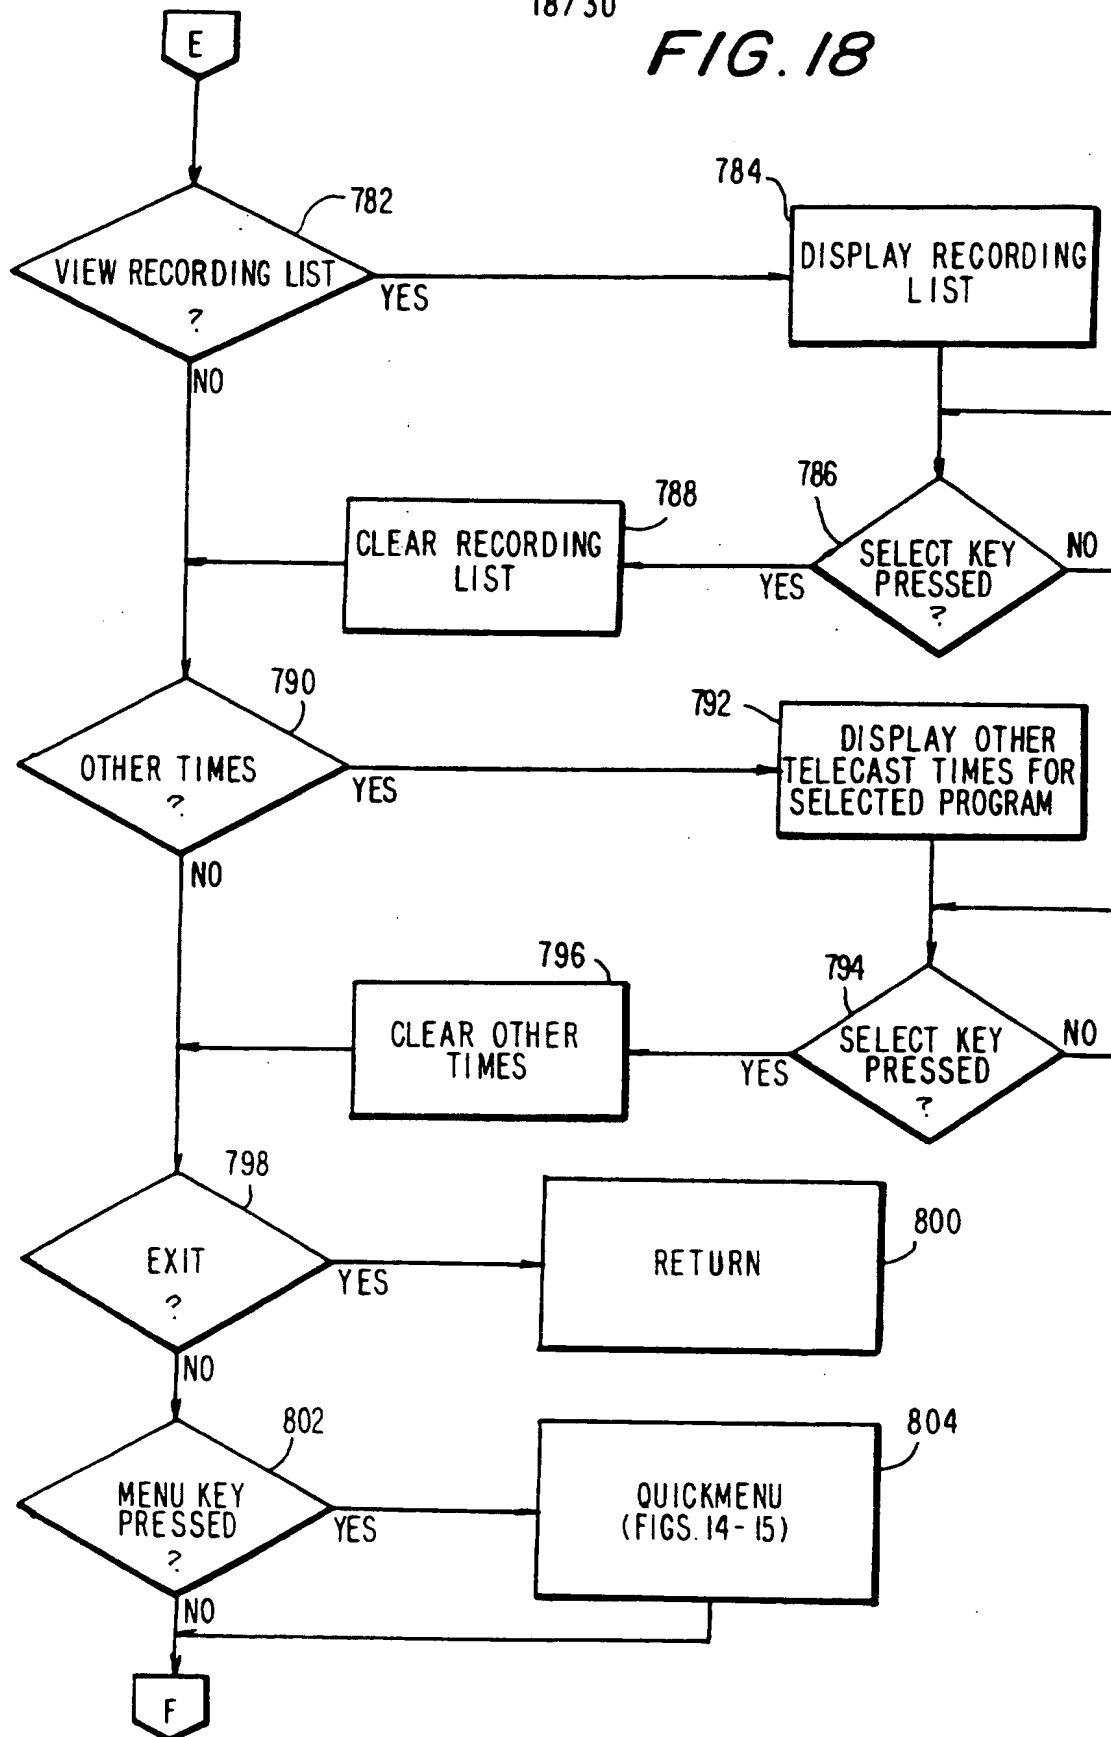 18/30
FIG. 18
E
782
VIEW RECORDING LIST
?
YES
NO
784
DISPLAY RECORDING
LIST
786
SELECT KEY
PRESSED
?
NO
YES
788
CLEAR RECORDING
LIST
790
OTHER TIMES
?
YES
NO
792
DISPLAY OTHER
TELECAST TIMES FOR
SELECTED PROGRAM
794
SELECT KEY
PRESSED
?
NO
YES
796
CLEAR OTHER
TIMES
798
EXIT
?
YES
NO
800
RETURN
802
MENU KEY
PRESSED
?
YES
NO
804
QUICKMENU
(FIGS. 14-15)
F